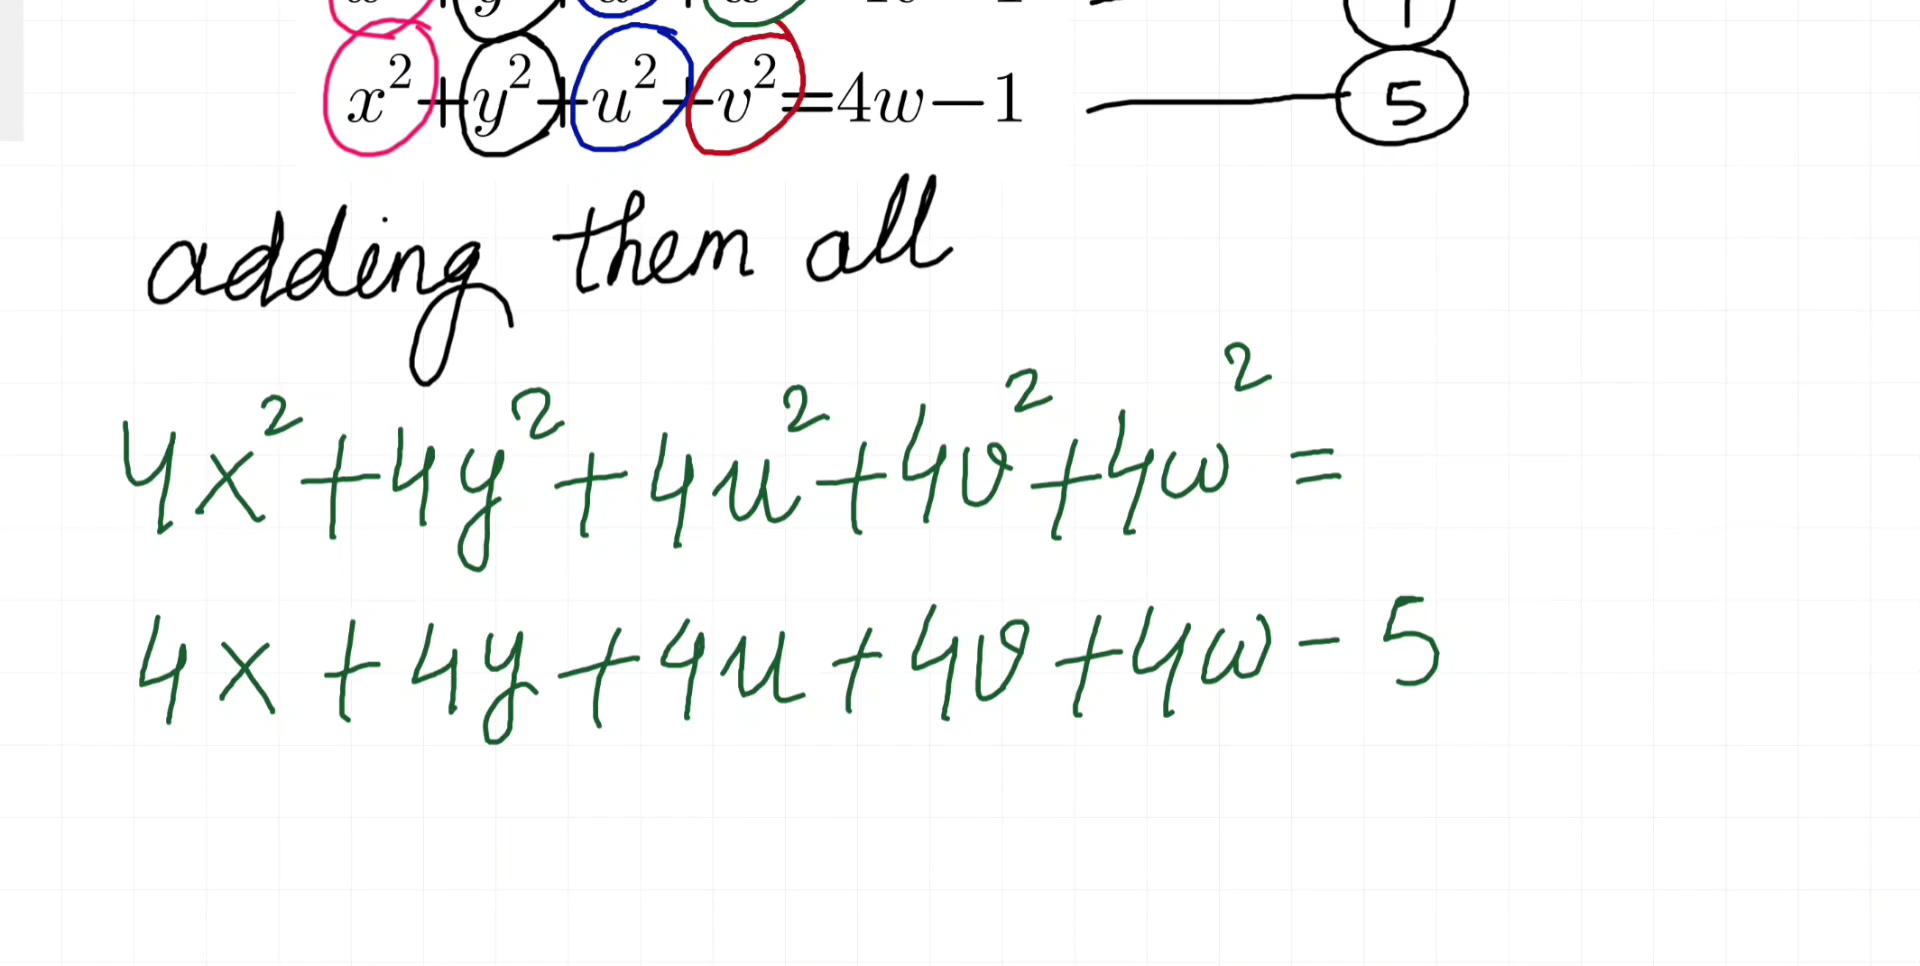 x²+y²+u²+v²=4w−1 5
adding them all
4x²+4y²+4u²+4v²+4w²=
4x+4y+4u+4v+4w-5